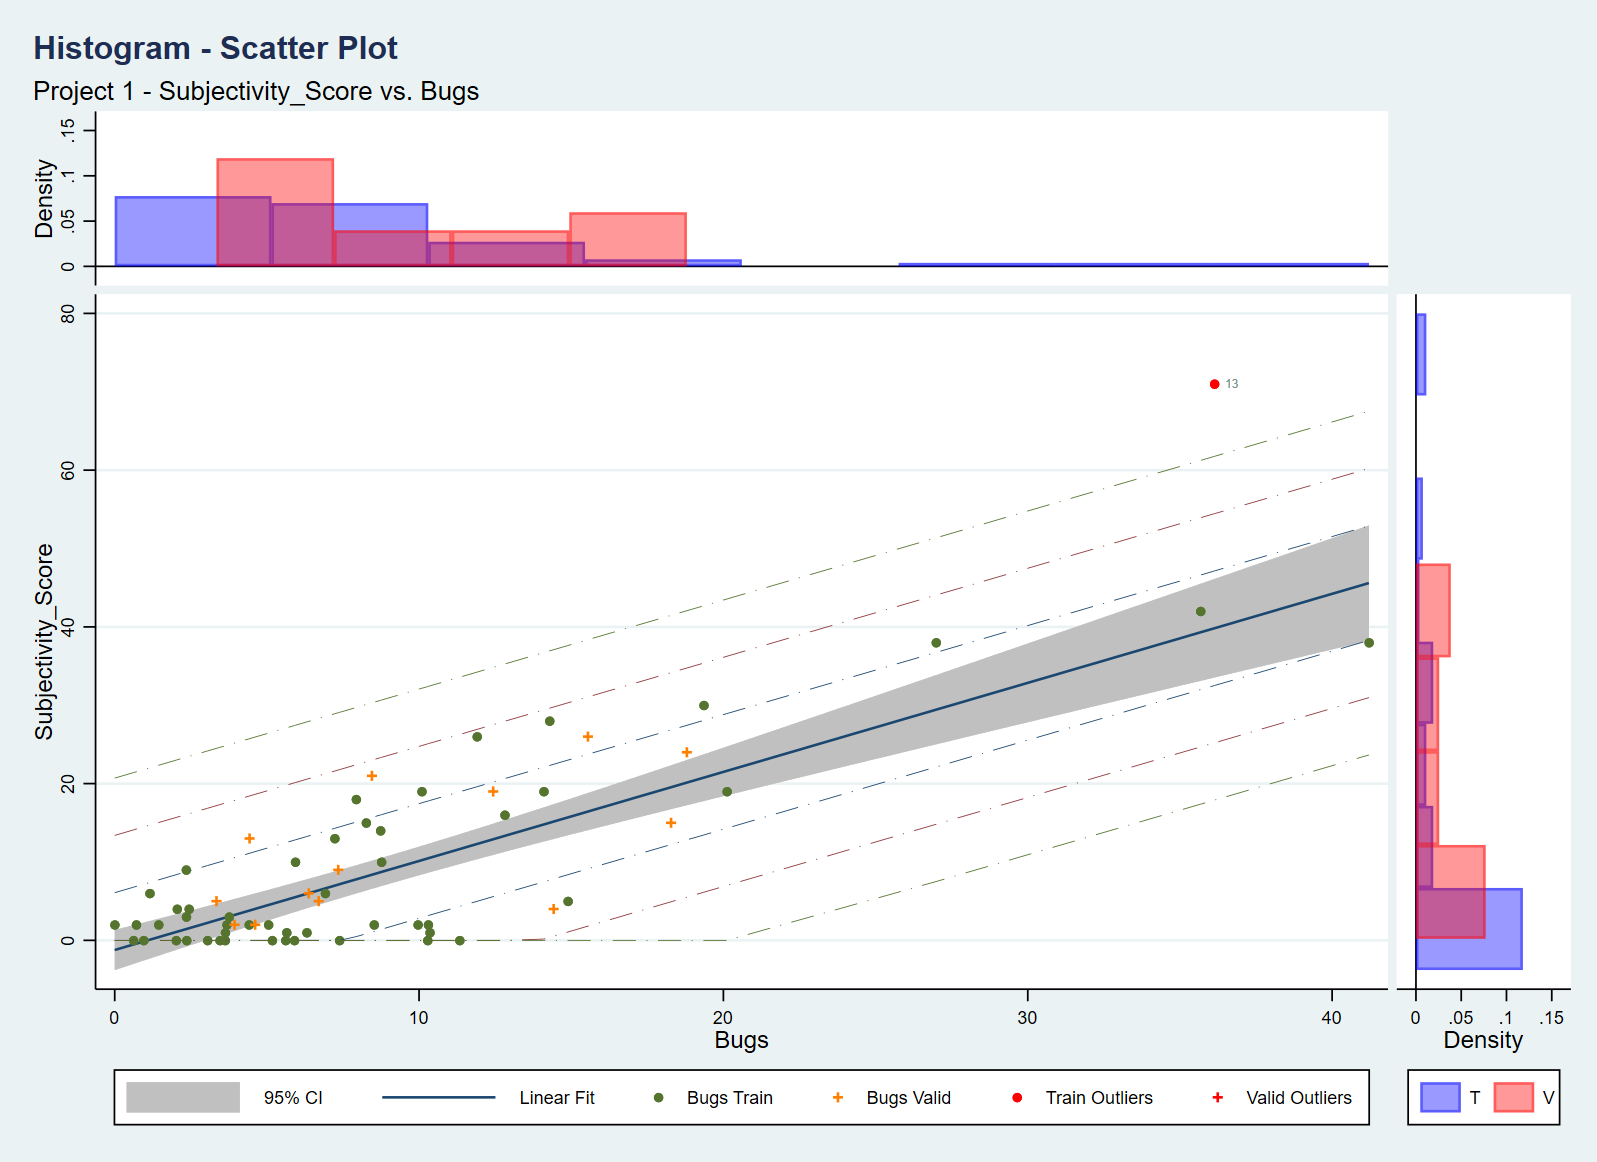 Histogram - Scatter Plot
Project 1 - Subjectivity_Score vs. Bugs
Density
0 .05 .1 .15
Subjectivity_Score
0 20 40 60 80
13
0 10 20 30 40
Bugs
0 .05 .1 .15
Density
95% CI Linear Fit Bugs Train Bugs Valid Train Outliers Valid Outliers
T V